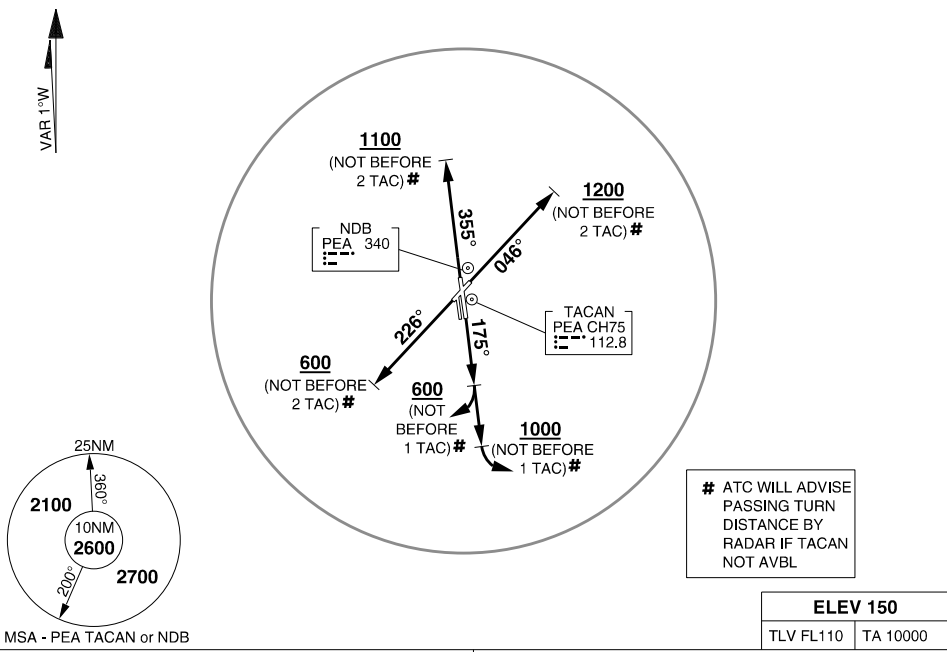 VAR 1°W
1100
(NOT BEFORE
2 TAC) #
1200
(NOT BEFORE
2 TAC) #
355°
046°
NDB
PEA 340
TACAN
PEA CH75
112.8
226°
175°
600
(NOT BEFORE
2 TAC) #
600
(NOT
BEFORE
1 TAC) #
1000
(NOT BEFORE
1 TAC) #
25NM
360°
2100
10NM
2600
2700
200°
MSA - PEA TACAN or NDB
# ATC WILL ADVISE
PASSING TURN
DISTANCE BY
RADAR IF TACAN
NOT AVBL
ELEV 150
TLV FL110 TA 10000